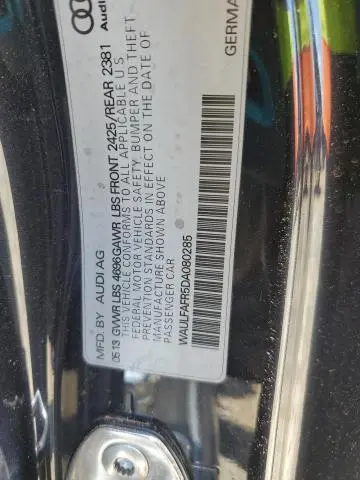 Audi
GERMA
MFD. BY AUDI AG
05.13 GVWR LBS 4696 GAWR LBS FRONT 2425/REAR 2381
THIS VEHICLE CONFORMS TO ALL APPLICABLE U.S.
FEDERAL MOTOR VEHICLE SAFETY, BUMPER AND THEFT
PREVENTION STANDARDS IN EFFECT ON THE DATE OF
MANUFACTURE SHOWN ABOVE
PASSENGER CAR
WAULFAFR5DA080285